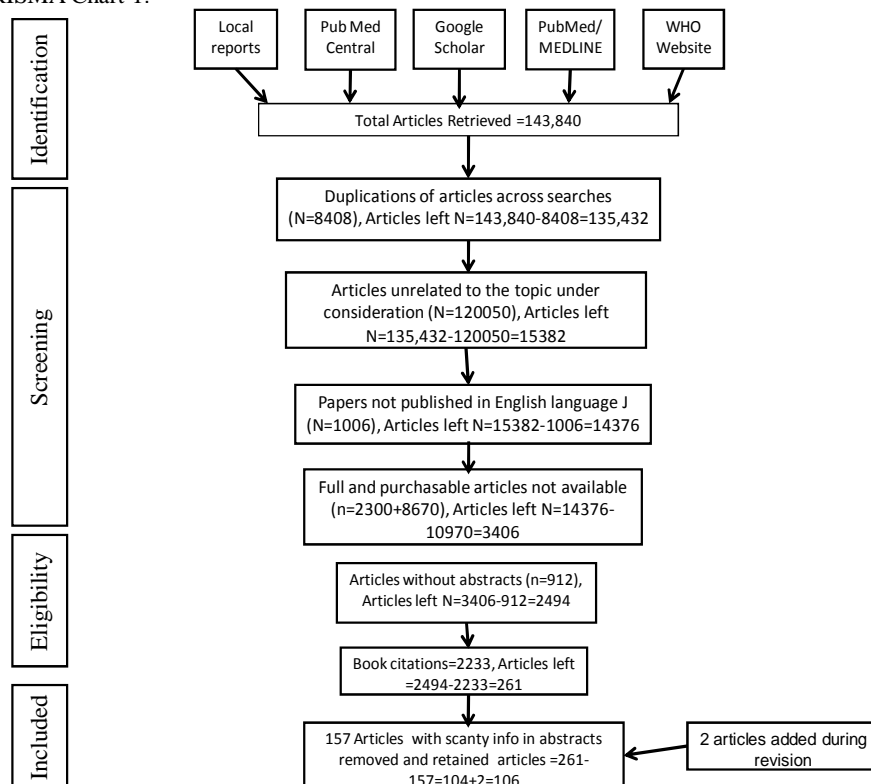 RISMA Chart 1.
Identification
Local
reports
Pub Med
Central
Google
Scholar
PubMed/
MEDLINE
WHO
Website
Total Articles Retrieved =143,840
Screening
Duplications of articles across searches
(N=8408), Articles left N=143,840-8408=135,432
Articles unrelated to the topic under
consideration (N=120050), Articles left
N=135,432-120050=15382
Papers not published in English language J
(N=1006), Articles left N=15382-1006=14376
Full and purchasable articles not available
(n=2300+8670), Articles left N=14376-
10970=3406
Eligibility
Articles without abstracts (n=912),
Articles left N=3406-912=2494
Book citations=2233, Articles left
=2494-2233=261
Included
157 Articles with scanty info in abstracts
removed and retained articles =261-
157=104+2=106
2 articles added during
revision